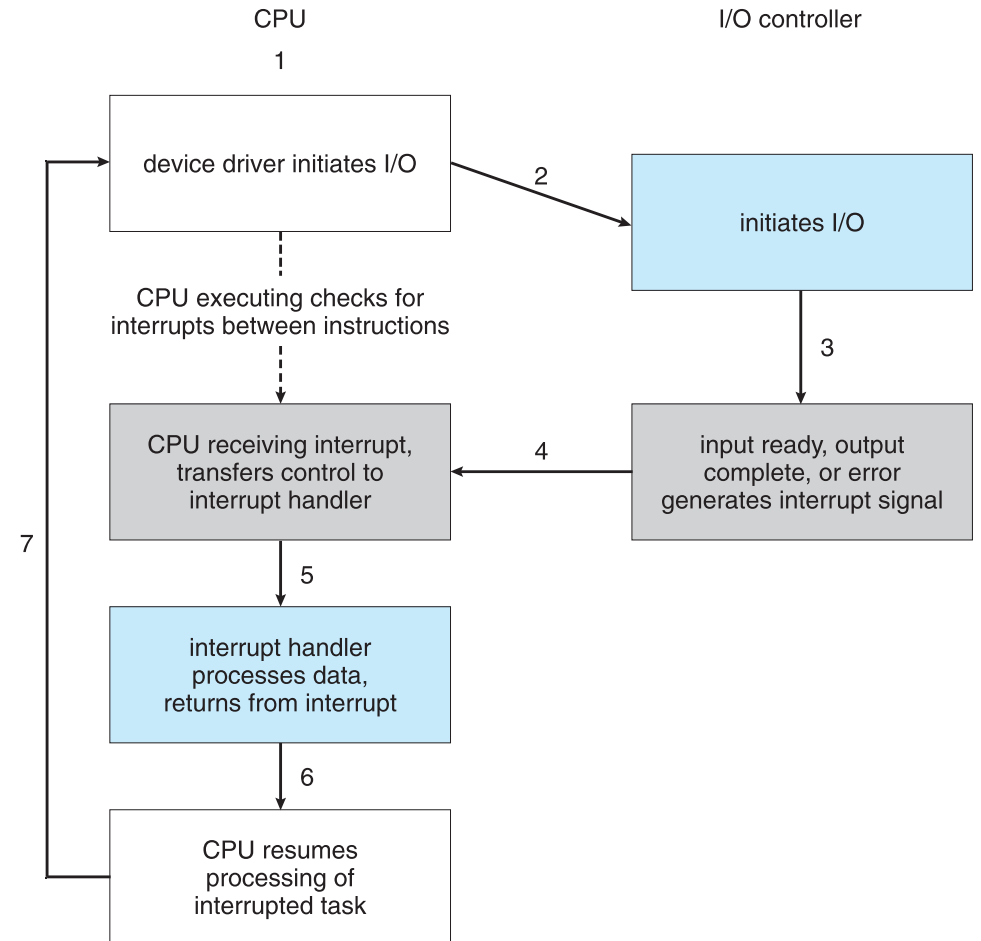 CPU
I/O controller
1
device driver initiates I/O
2
initiates I/O
CPU executing checks for
interrupts between instructions
3
CPU receiving interrupt,
transfers control to
interrupt handler
4
input ready, output
complete, or error
generates interrupt signal
7
5
interrupt handler
processes data,
returns from interrupt
6
CPU resumes
processing of
interrupted task